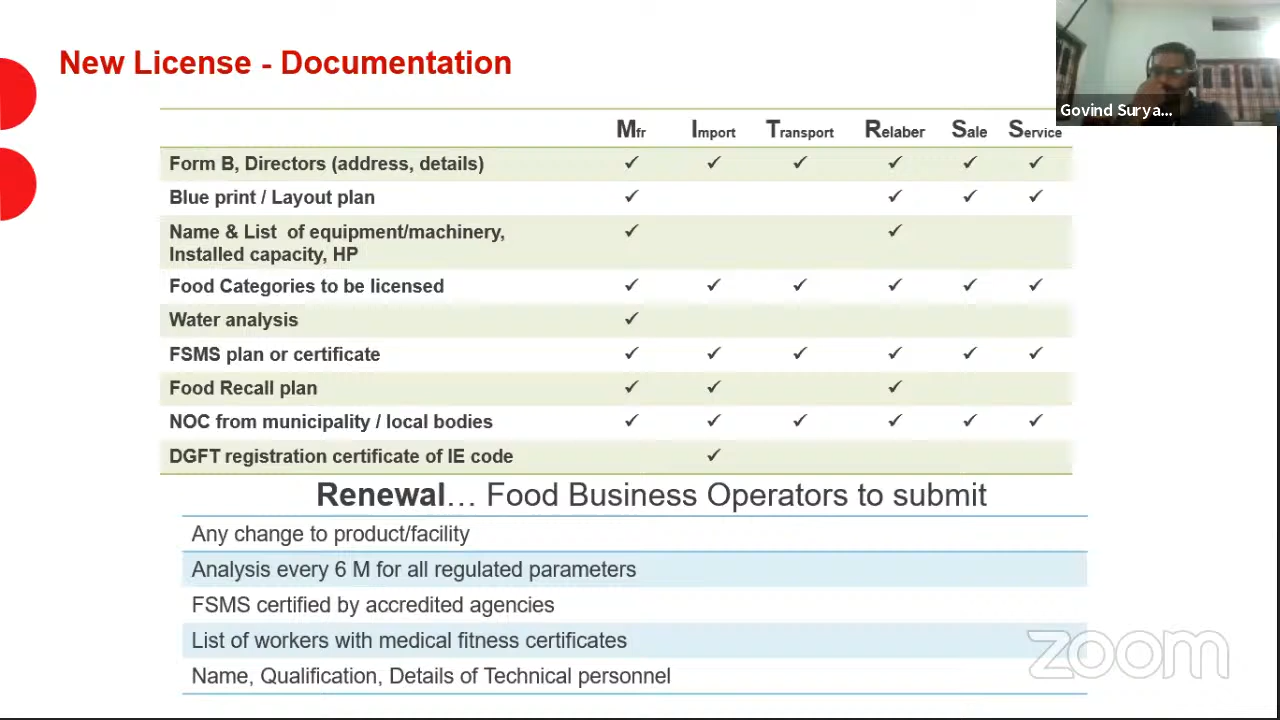 New License - Documentation
Govind Surya...
Mfr Import Transport Relaber Sale Service
Form B, Directors (address, details) ✓ ✓ ✓ ✓ ✓ ✓
Blue print / Layout plan ✓ ✓ ✓ ✓
Name & List of equipment/machinery, ✓ ✓
Installed capacity, HP
Food Categories to be licensed ✓ ✓ ✓ ✓ ✓ ✓
Water analysis ✓
FSMS plan or certificate ✓ ✓ ✓ ✓ ✓ ✓
Food Recall plan ✓ ✓ ✓
NOC from municipality / local bodies ✓ ✓ ✓ ✓ ✓ ✓
DGFT registration certificate of IE code ✓
Renewal... Food Business Operators to submit
Any change to product/facility
Analysis every 6 M for all regulated parameters
FSMS certified by accredited agencies
List of workers with medical fitness certificates
Name, Qualification, Details of Technical personnel
zoom